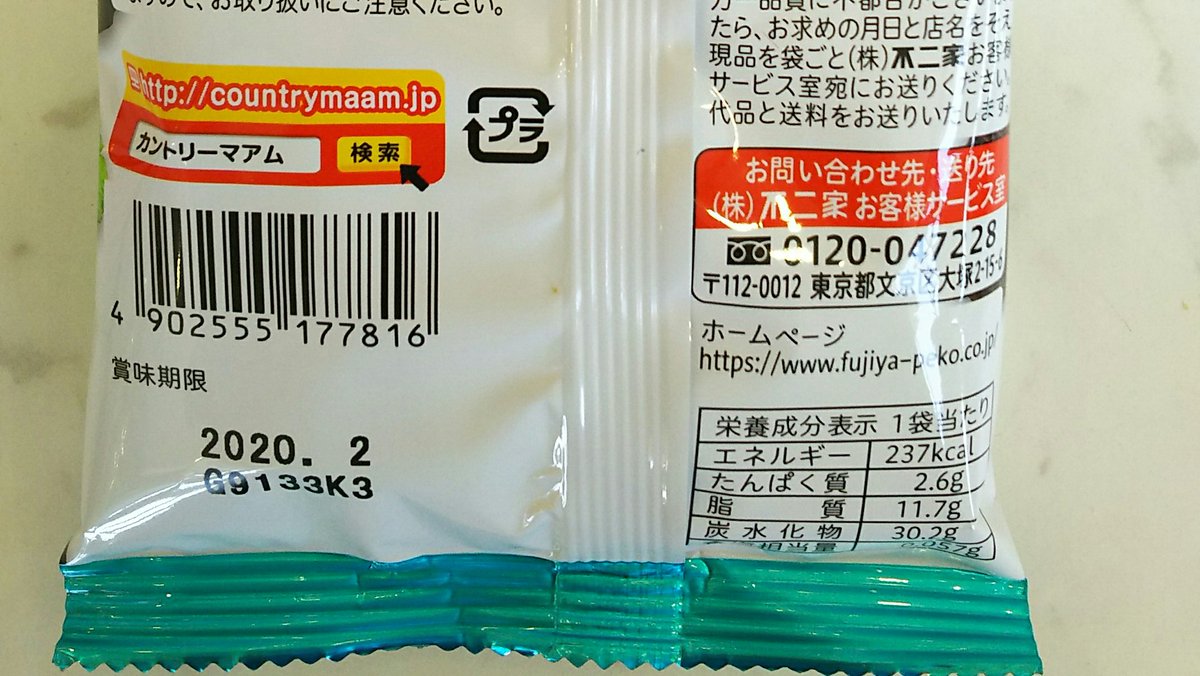 ますので、お取り扱いにご注意ください。
http://countrymaam.jp
カントリーマアム 検索
プラ
4 902555 177816
賞味期限
2020. 2
G9133K3
たら、お求めの月日と店名をそえ
現品を袋ごと(株)不二家お客様
サービス室宛にお送りください。
代品と送料をお送りいたします。
お問い合わせ先・送り先
(株)不二家 お客様サービス室
0120-047228
〒112-0012 東京都文京区大塚2-15-6
ホームページ
https://www.fujiya-peko.co.jp/
栄養成分表示 1袋当たり
エネルギー 237kcal
たんぱく質 2.6g
脂質 11.7g
炭水化物 30.2g
相当量 0.057g